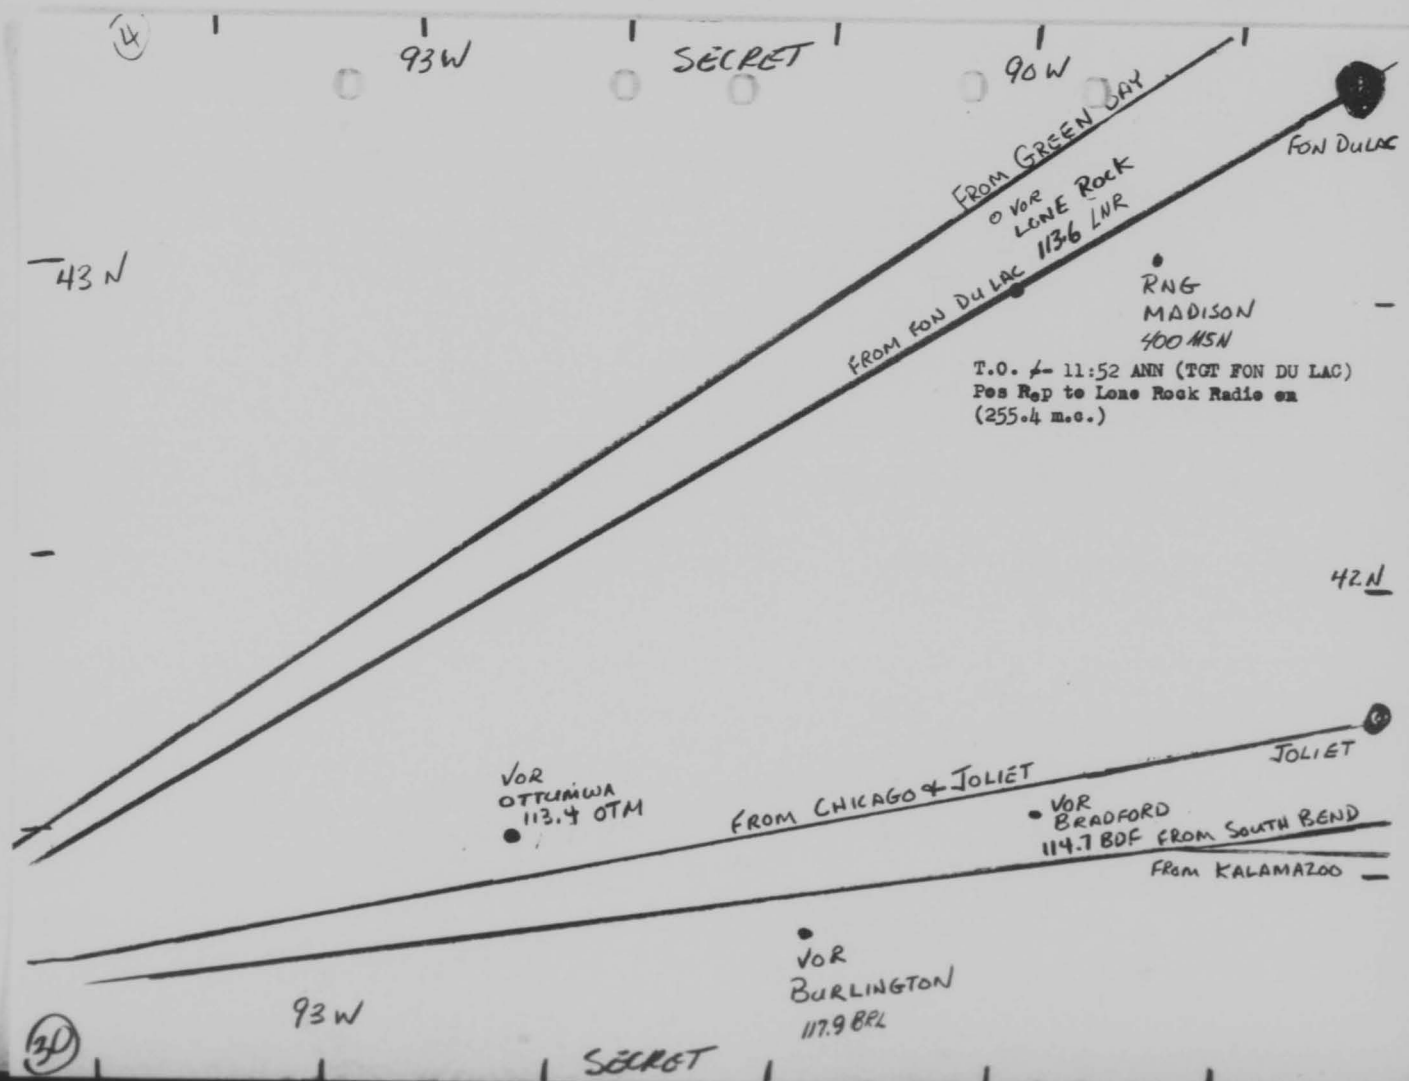 4
93W
SECRET
90W
FROM GREEN BAY
FON DULAC
VOR
LONE ROCK
113.6 LNR
43 N
FROM FON DU LAC
RNG
MADISON
400 MSN
T.O. +- 11:52 ANN (TGT FON DU LAC)
Pos Rep to Lone Rock Radio on
(255.4 m.c.)
42N
JOLIET
VOR
OTTUMWA
113.4 OTM
FROM CHICAGO & JOLIET
VOR
BRADFORD
114.7 BDF
FROM SOUTH BEND
FROM KALAMAZOO
VOR
BURLINGTON
117.9 BRL
93W
30
SECRET